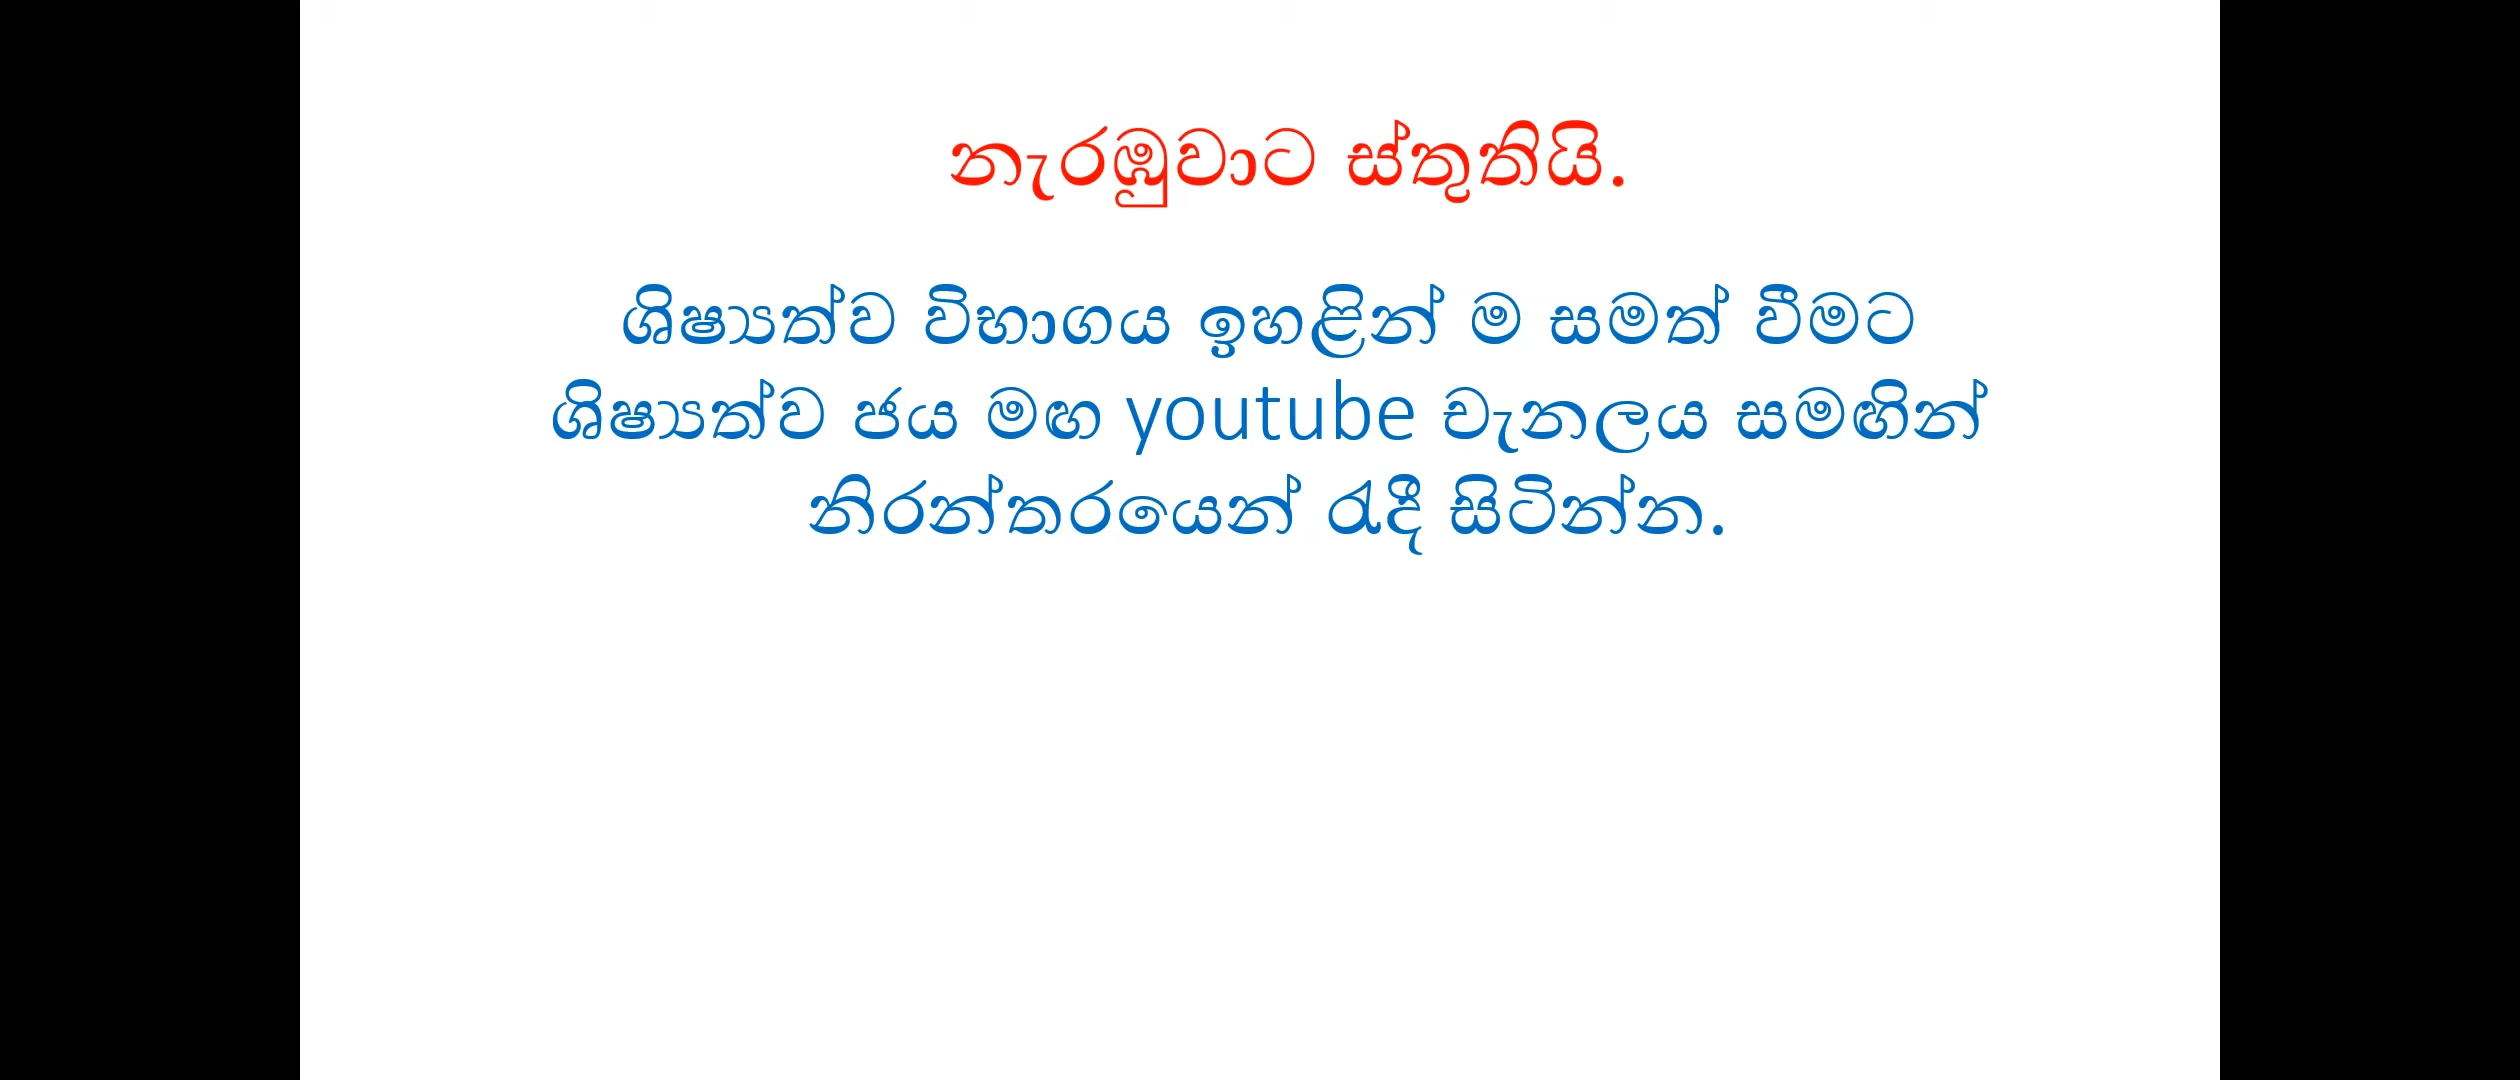 නැරඹුවාට ස්තූතියි.
ශිෂ්‍යත්ව විභාගය ඉහළින් ම සමත් වීමට
ශිෂ්‍යත්ව ජය මඟ youtube චැනලය සමඟින්
නිරන්තරයෙන් රැදී සිටින්න.